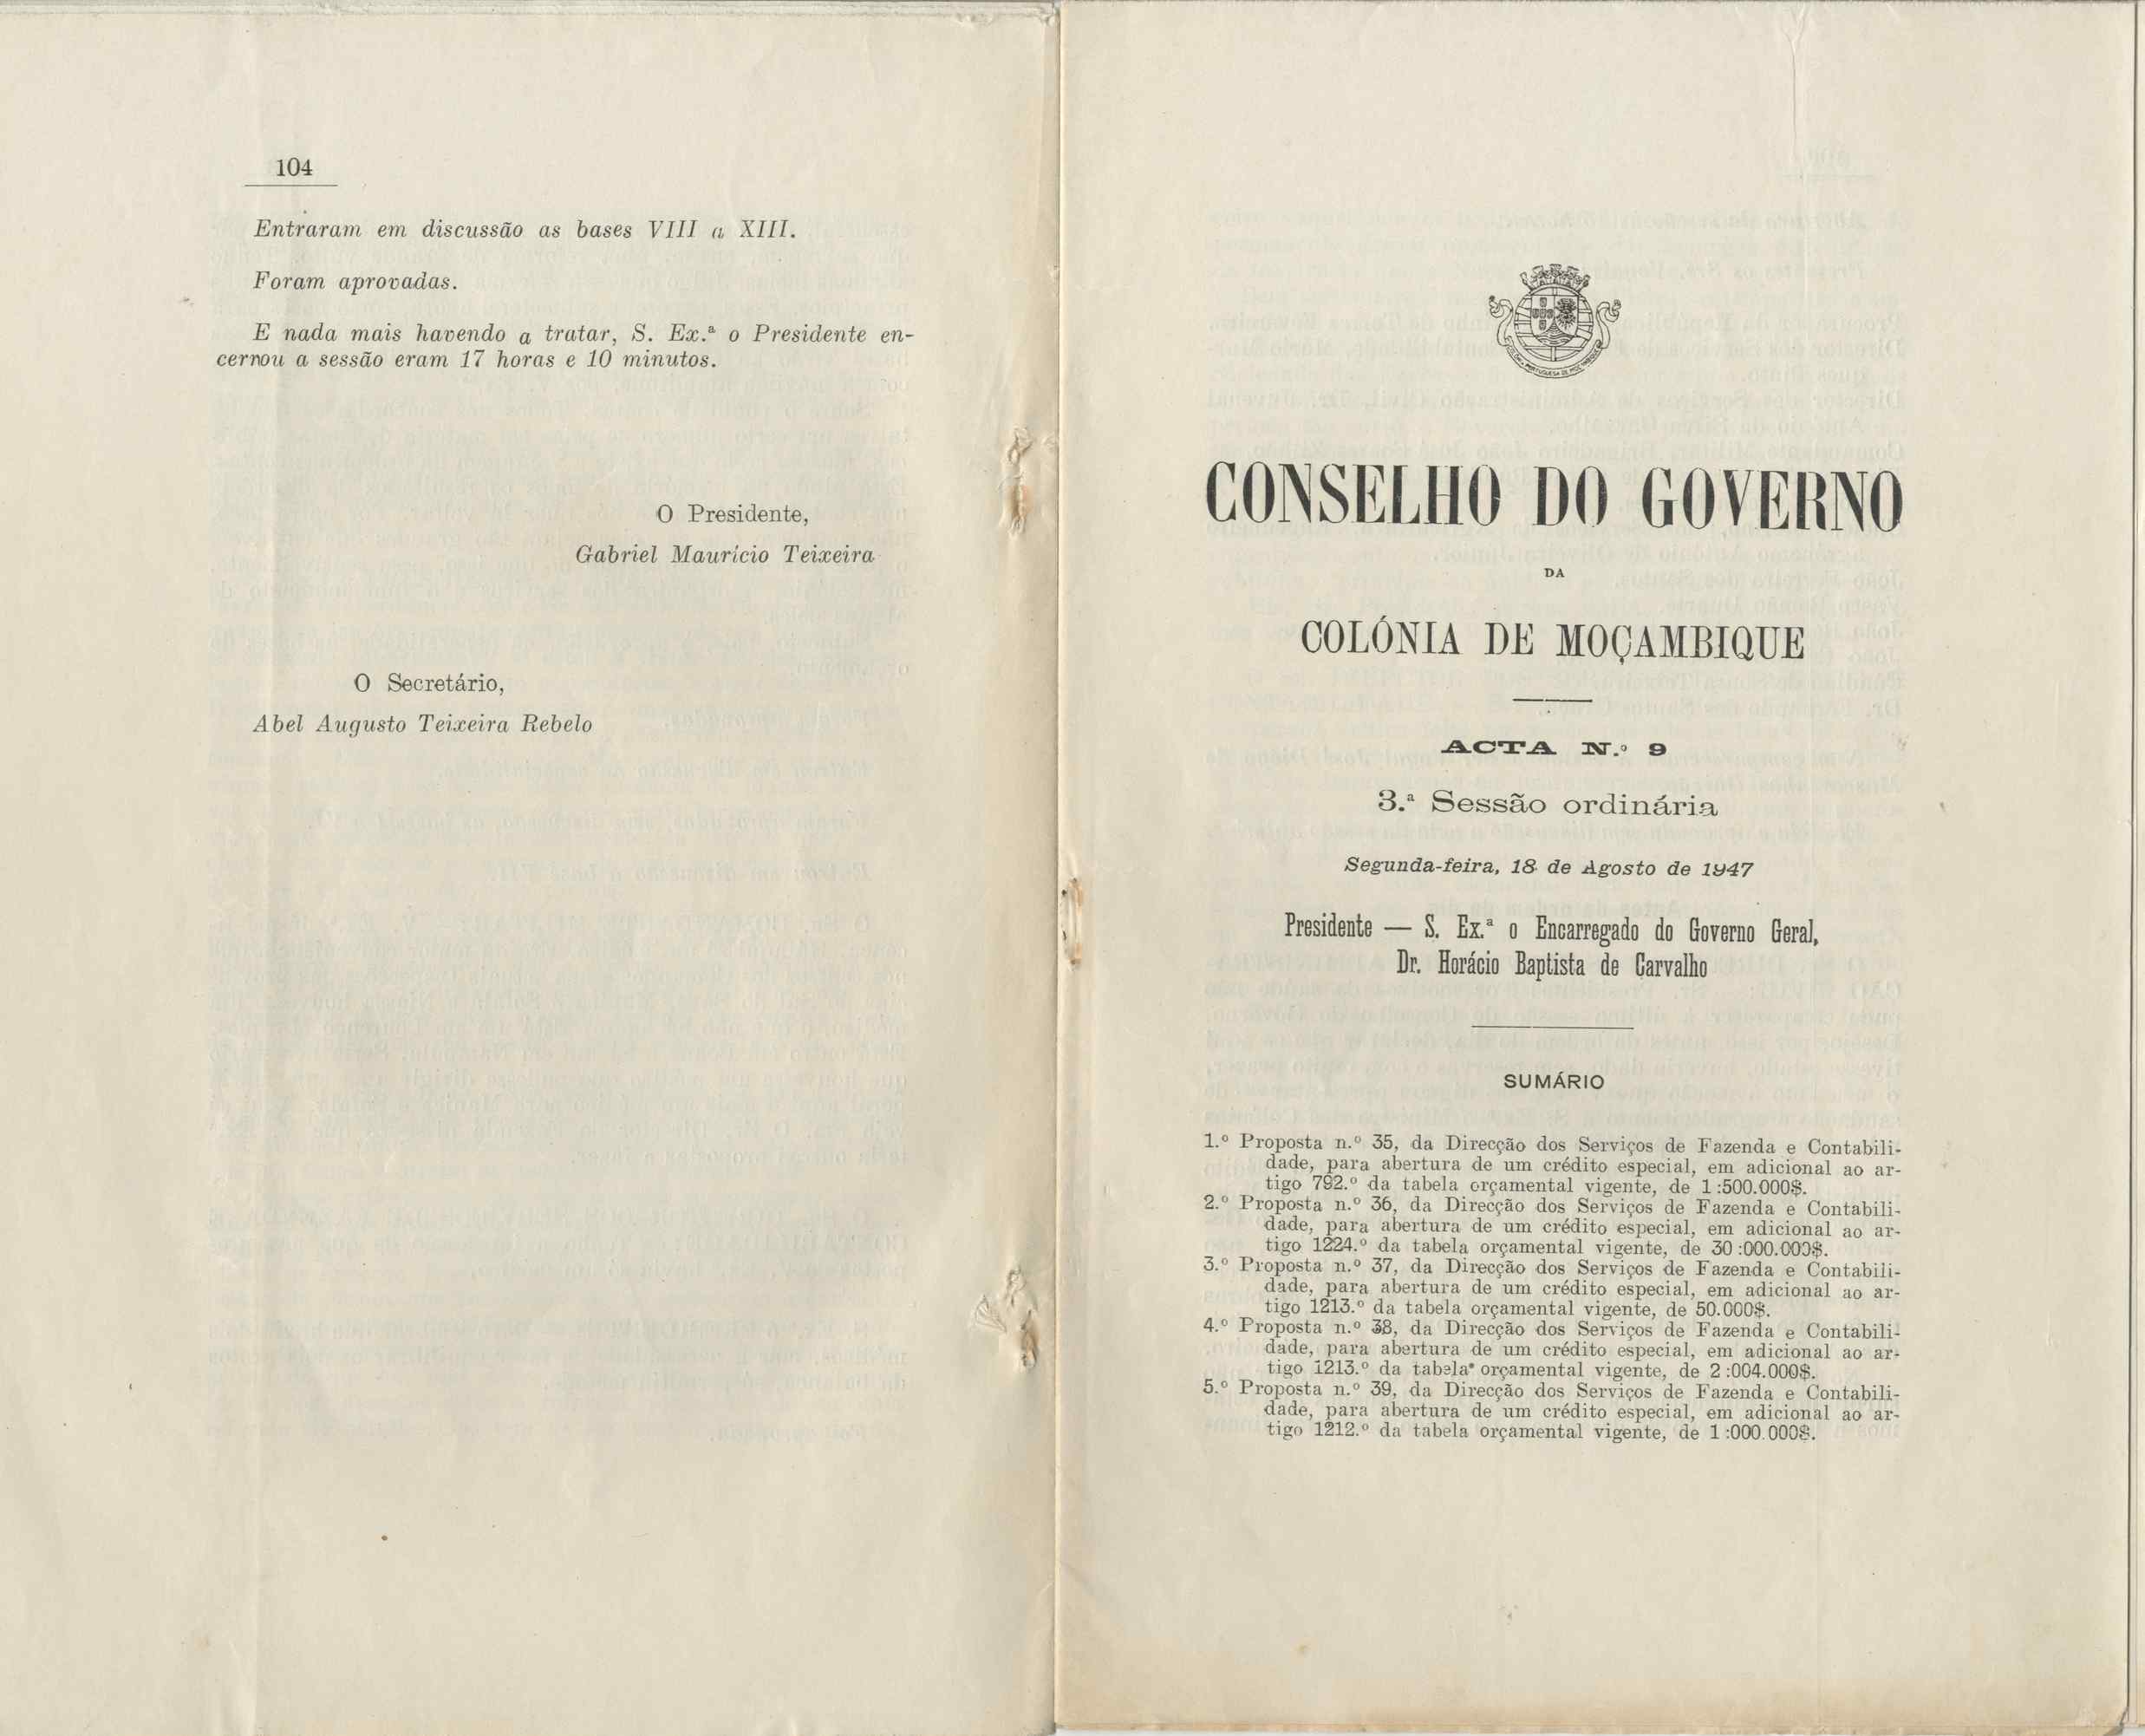 104
Entraram em discussão as bases VIII a XIII.
Foram aprovadas.
E nada mais havendo a tratar, S. Ex.ª o Presidente en-
cernou a sessão eram 17 horas e 10 minutos.
O Presidente,
Gabriel Maurício Teixeira
O Secretário,
Abel Augusto Teixeira Rebelo
CONSELHO DO GOVERNO
DA
COLÓNIA DE MOÇAMBIQUE
ACTA N.º 9
3.ª Sessão ordinária
Segunda-feira, 18 de Agosto de 1947
Presidente — S. Ex.ª o Encarregado do Governo Geral,
Dr. Horácio Baptista de Carvalho
SUMÁRIO
1.º Proposta n.º 35, da Direcção dos Serviços de Fazenda e Contabili-
dade, para abertura de um crédito especial, em adicional ao ar-
tigo 792.º da tabela orçamental vigente, de 1:500.000$.
2.º Proposta n.º 36, da Direcção dos Serviços de Fazenda e Contabili-
dade, para abertura de um crédito especial, em adicional ao ar-
tigo 1224.º da tabela orçamental vigente, de 30:000.000$.
3.º Proposta n.º 37, da Direcção dos Serviços de Fazenda e Contabili-
dade, para abertura de um crédito especial, em adicional ao ar-
tigo 1213.º da tabela orçamental vigente, de 50.000$.
4.º Proposta n.º 38, da Direcção dos Serviços de Fazenda e Contabili-
dade, para abertura de um crédito especial, em adicional ao ar-
tigo 1213.º da tabela orçamental vigente, de 2:004.000$.
5.º Proposta n.º 39, da Direcção dos Serviços de Fazenda e Contabili-
dade, para abertura de um crédito especial, em adicional ao ar-
tigo 1212.º da tabela orçamental vigente, de 1:000.000$.